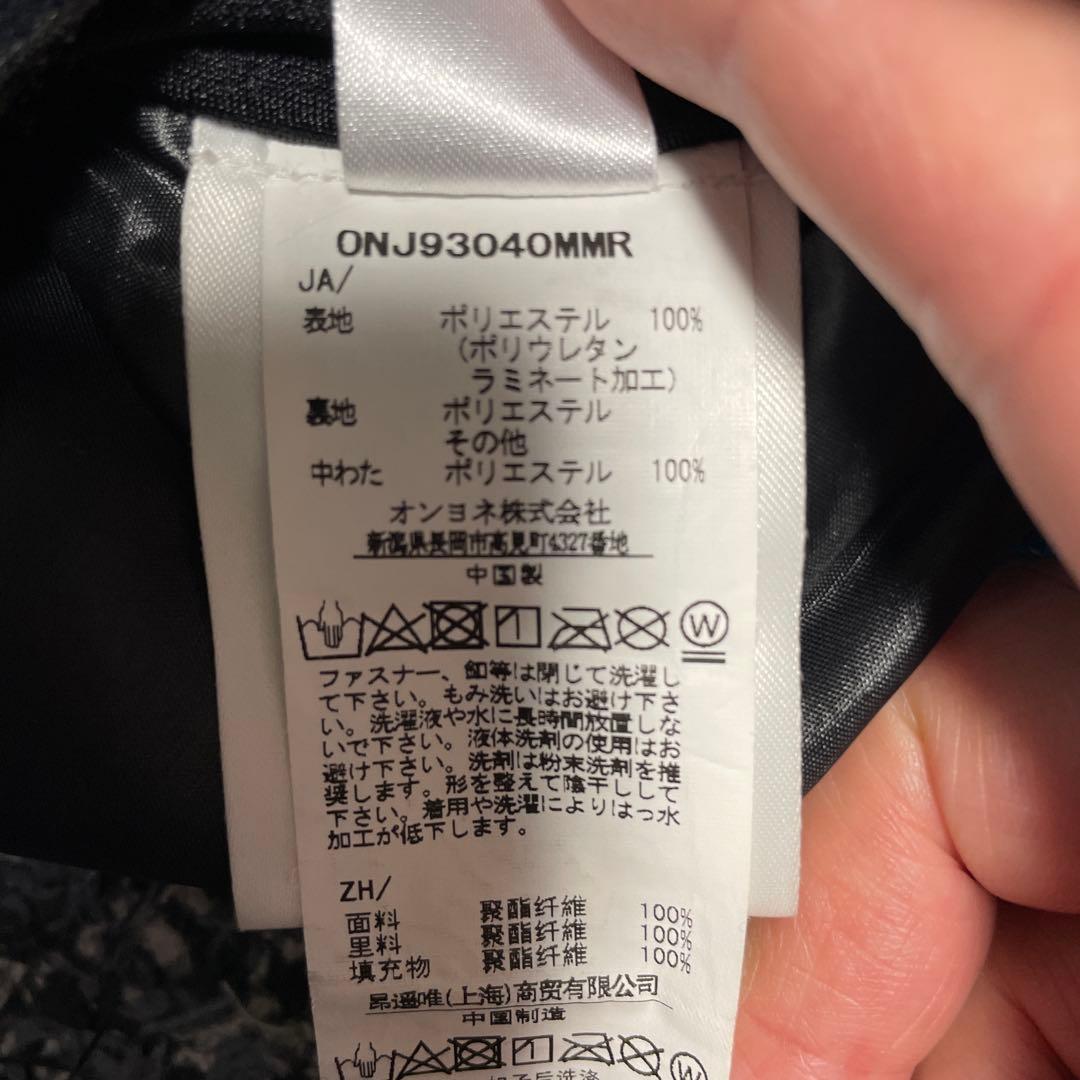 ONJ93040MMR
JA/
表地 ポリエステル 100%
(ポリウレタン
ラミネート加工)
裏地 ポリエステル
その他
中わた ポリエステル 100%
オンヨネ株式会社
新潟県長岡市高見町4327番地
中国製
W
ファスナー、釦等は閉じて洗濯し
て下さい。もみ洗いはお避け下さ
い。洗濯液や水に長時間放置しな
いで下さい。液体洗剤の使用はお
避け下さい。洗剤は粉末洗剤を推
奨します。形を整えて陰干しして
下さい。着用や洗濯によりはっ水
加工が低下します。
ZH/
面料 聚酯纤維 100%
里料 聚酯纤維 100%
填充物 聚酯纤維 100%
昂遥唯(上海)商贸有限公司
中国制造
W
后洗涤